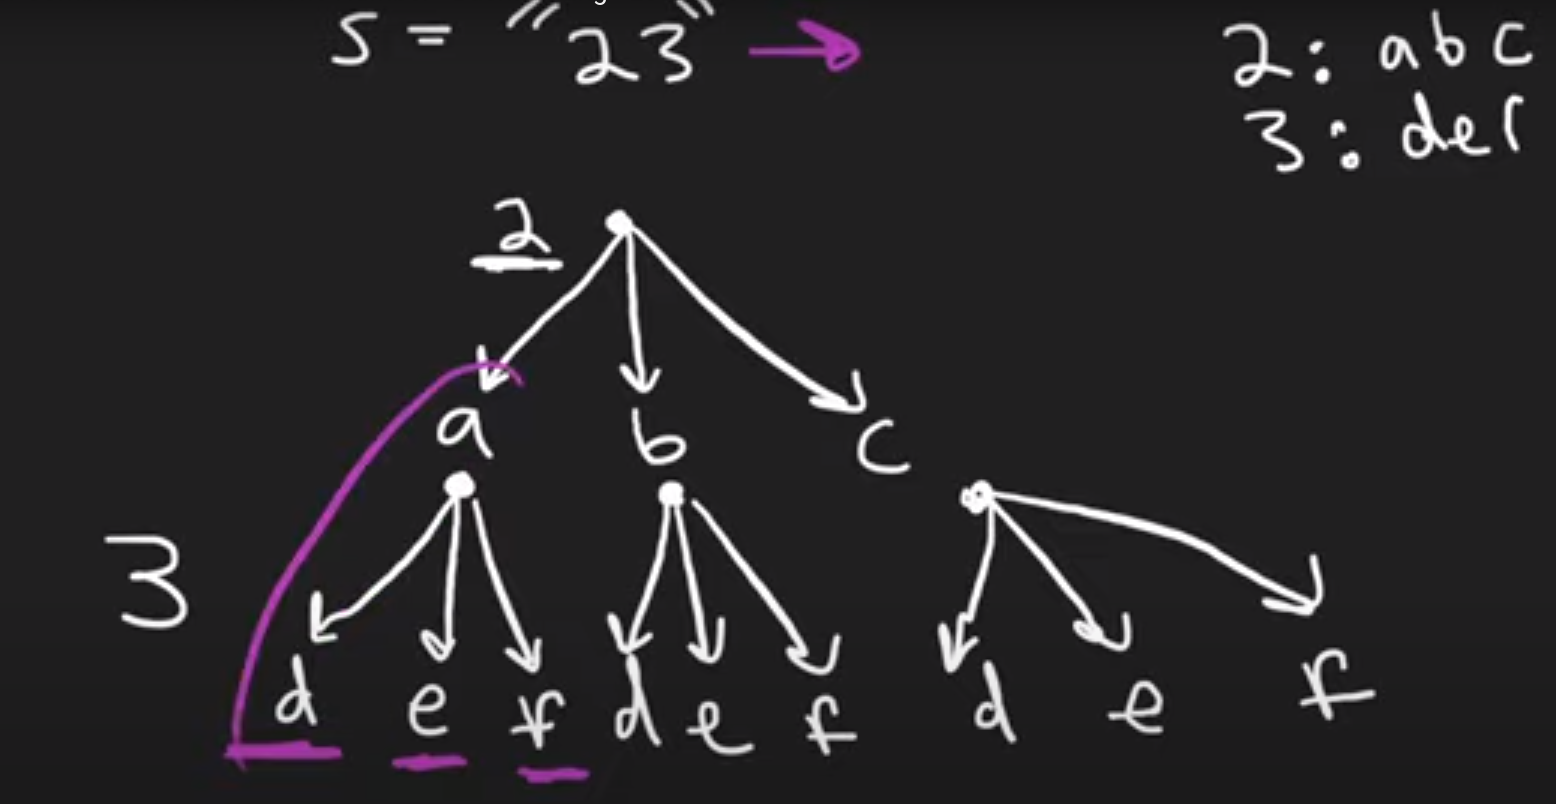 S = "23" →
2: abc
3: def
2
a b c
3
d e f d e f d e f